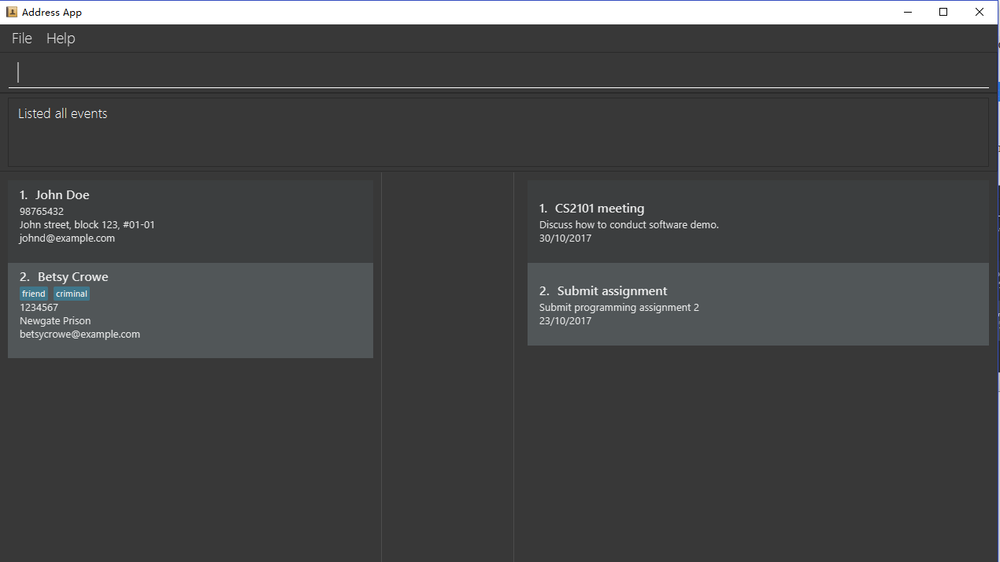 Address App
File Help
Listed all events
1. John Doe
98765432
John street, block 123, #01-01
johnd@example.com
2. Betsy Crowe
friend criminal
1234567
Newgate Prison
betsycrowe@example.com
1. CS2101 meeting
Discuss how to conduct software demo.
30/10/2017
2. Submit assignment
Submit programming assignment 2
23/10/2017